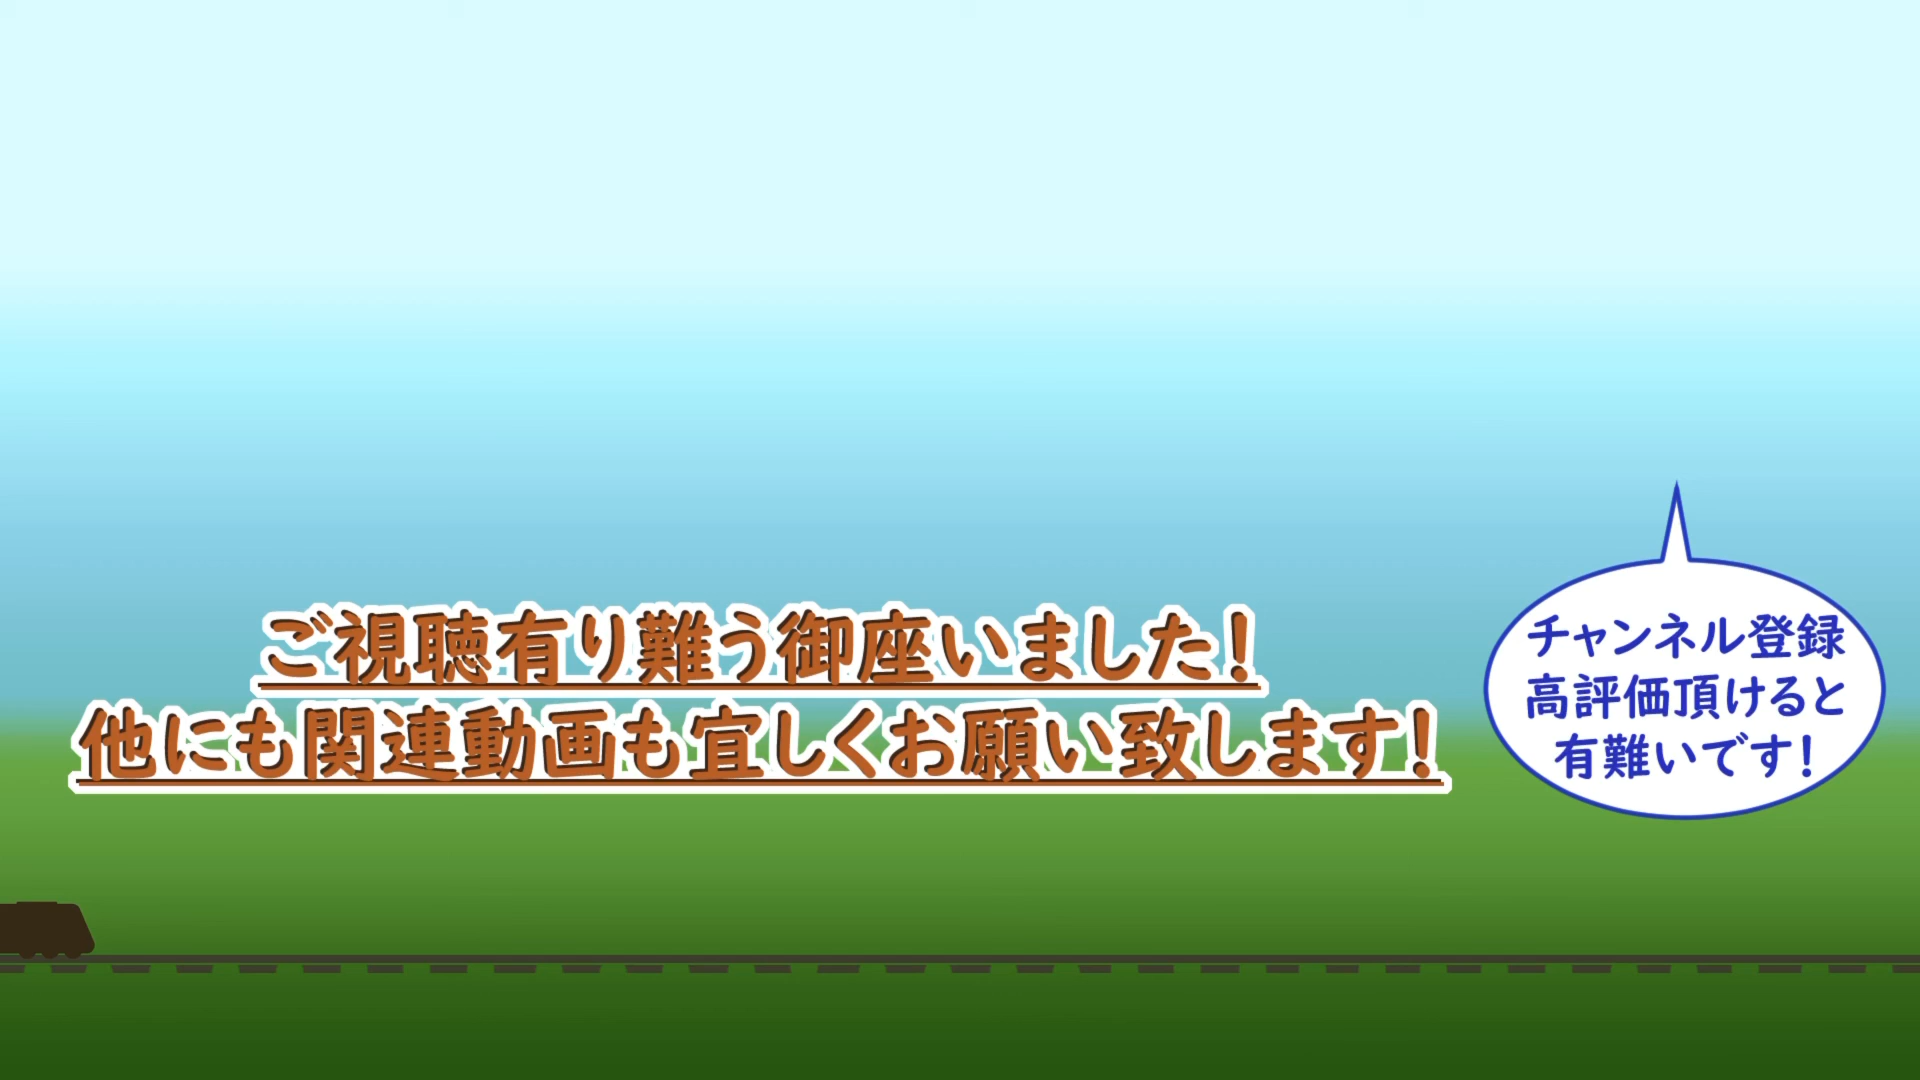 ご視聴有り難う御座いました!
他にも関連動画も宜しくお願い致します!
チャンネル登録
高評価頂けると
有難いです!